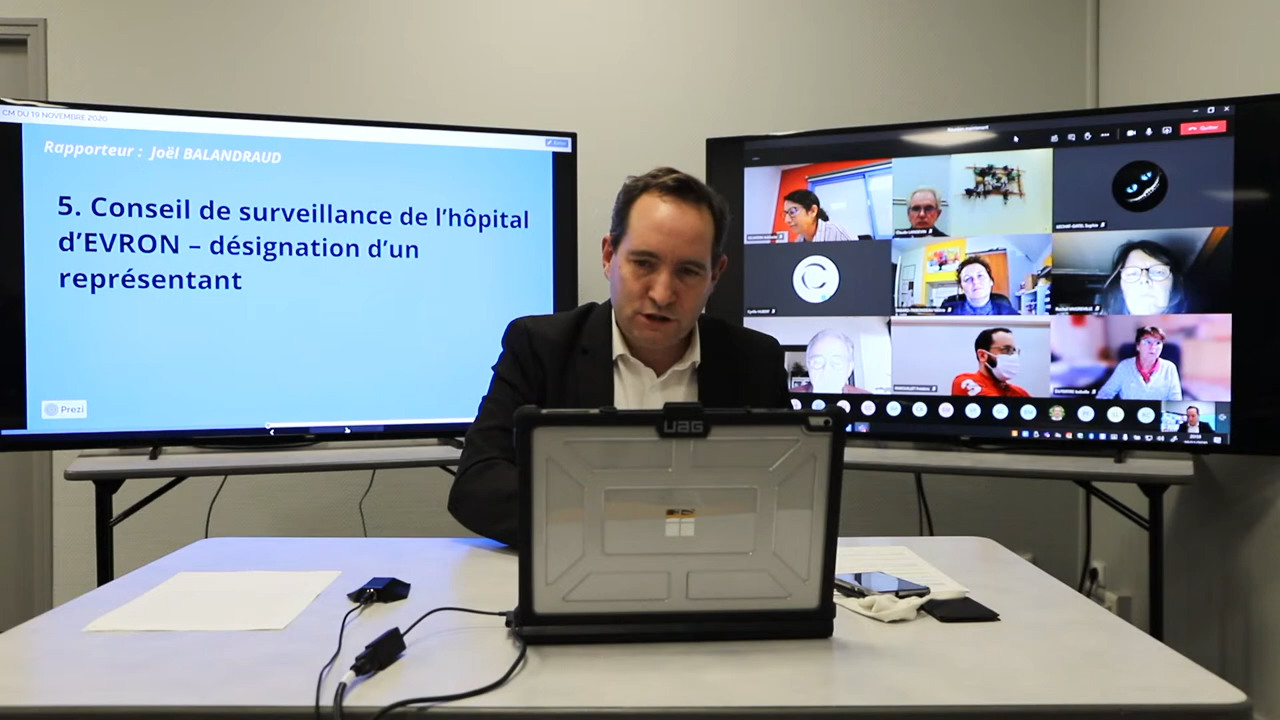 CM DU 19 NOVEMBRE 2020
Rapporteur : Joël BALANDRAUD
5. Conseil de surveillance de l'hôpital
d'EVRON – désignation d'un
représentant
Prezi
Quitter
UAG